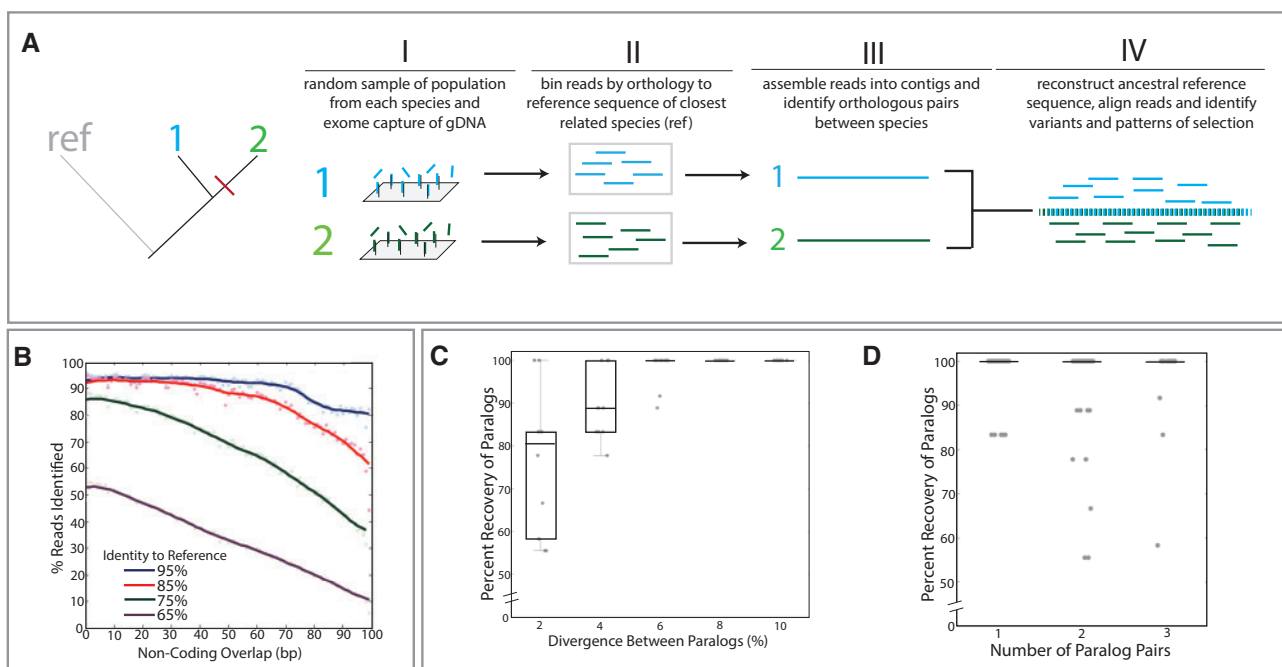 A
I
II
III
IV
random sample of population
from each species and
exome capture of gDNA
bin reads by orthology to
reference sequence of closest
related species (ref)
assemble reads into contigs and
identify orthologous pairs
between species
reconstruct ancestral reference
sequence, align reads and identify
variants and patterns of selection
ref
1
2
1
1
2
2
B
% Reads Identified
100
90
80
70
60
50
40
30
20
10
0
Identity to Reference
95%
85%
75%
65%
0 10 20 30 40 50 60 70 80 90 100
Non-Coding Overlap (bp)
C
Percent Recovery of Paralogs
100
90
80
70
60
50
0
2 4 6 8 10
Divergence Between Paralogs (%)
D
Percent Recovery of Paralogs
100
90
80
70
60
50
0
1 2 3
Number of Paralog Pairs